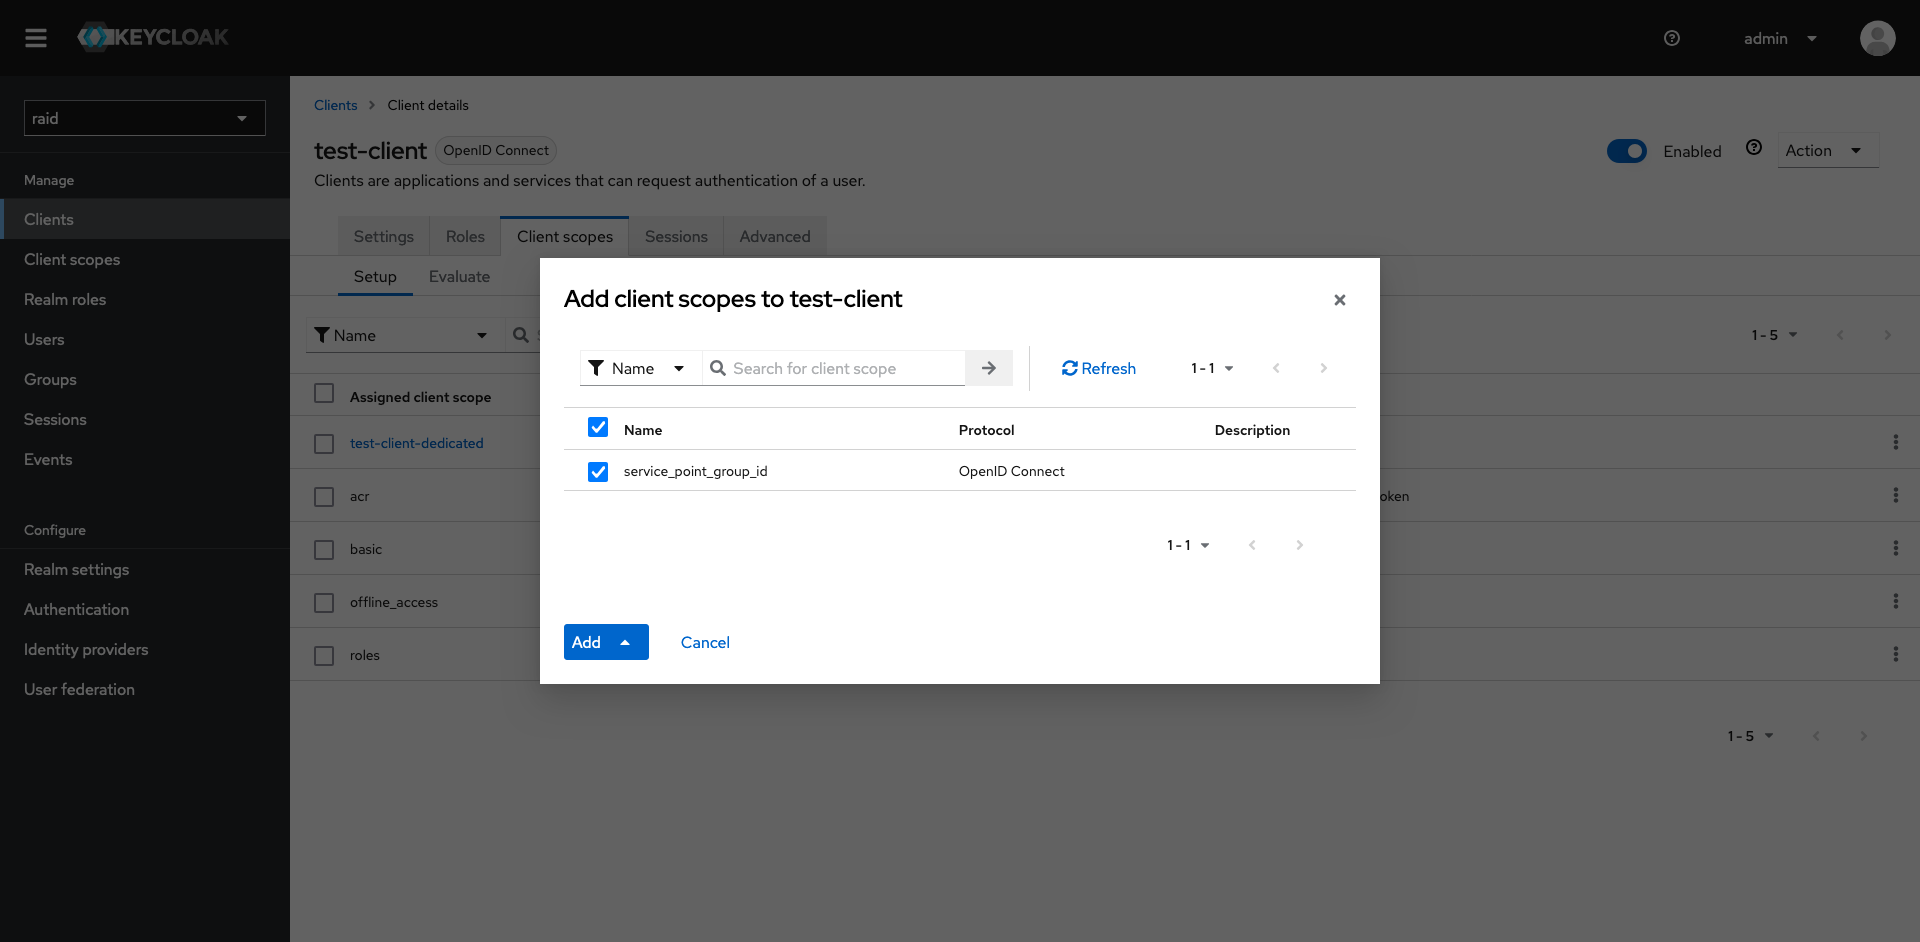 KEYCLOAK
admin
raid
Manage
Clients
Client scopes
Realm roles
Users
Groups
Sessions
Events
Configure
Realm settings
Authentication
Identity providers
User federation
Clients Client details
test-client OpenID Connect
Enabled Action
Clients are applications and services that can request authentication of a user.
Settings Roles Client scopes Sessions Advanced
Setup Evaluate
Name
1 - 5
Assigned client scope
test-client-dedicated
acr
oken
basic
offline_access
roles
1 - 5
Add client scopes to test-client
Name Search for client scope Refresh 1 - 1
Name Protocol Description
service_point_group_id OpenID Connect
1 - 1
Add Cancel